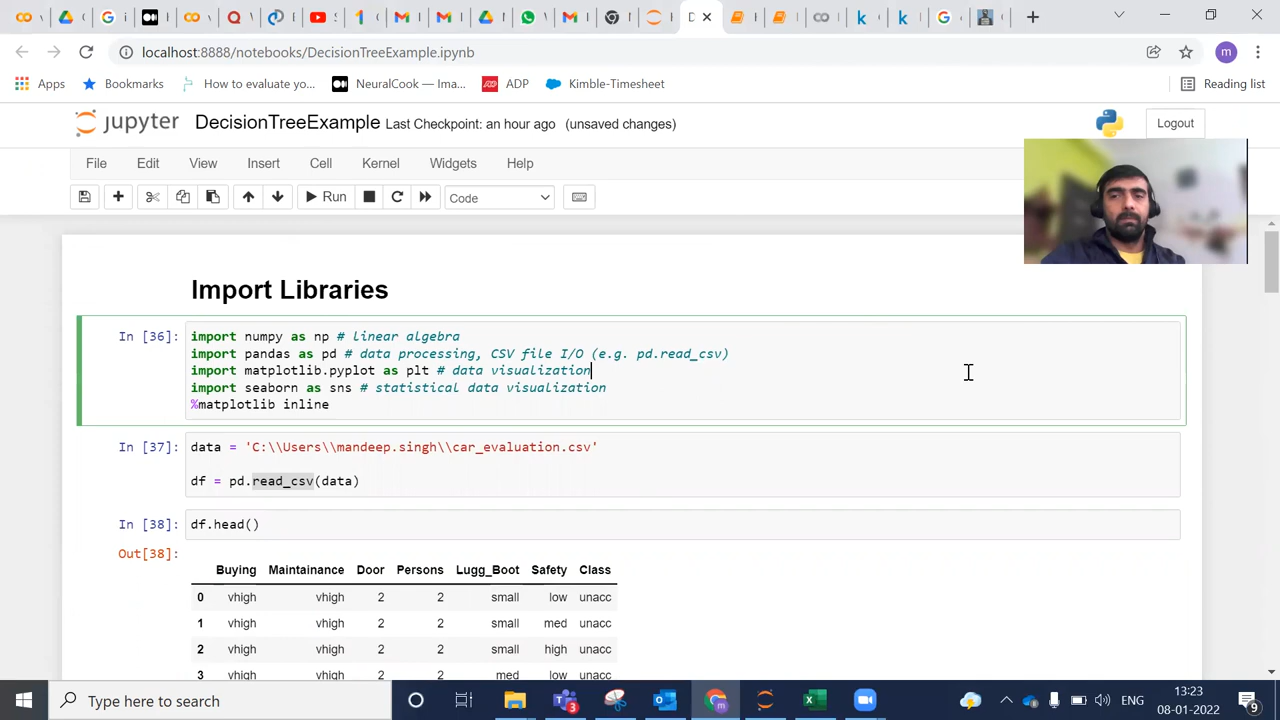 localhost:8888/notebooks/DecisionTreeExample.ipynb
m
Apps
Bookmarks
How to evaluate yo...
NeuralCook — Ima...
ADP
Kimble-Timesheet
Reading list
jupyter
DecisionTreeExample Last Checkpoint: an hour ago (unsaved changes)
Logout
File Edit View Insert Cell Kernel Widgets Help
Run
Code
Import Libraries
In [36]:
import numpy as np # linear algebra
import pandas as pd # data processing, CSV file I/O (e.g. pd.read_csv)
import matplotlib.pyplot as plt # data visualization
import seaborn as sns # statistical data visualization
%matplotlib inline
In [37]:
data = 'C:\\Users\\mandeep.singh\\car_evaluation.csv'
df = pd.read_csv(data)
In [38]:
df.head()
Out[38]:
Buying Maintainance Door Persons Lugg_Boot Safety Class
0 vhigh vhigh 2 2 small low unacc
1 vhigh vhigh 2 2 small med unacc
2 vhigh vhigh 2 2 small high unacc
3 vhigh vhigh 2 2 med low unacc
Type here to search
3
ENG
13:23
08-01-2022
9